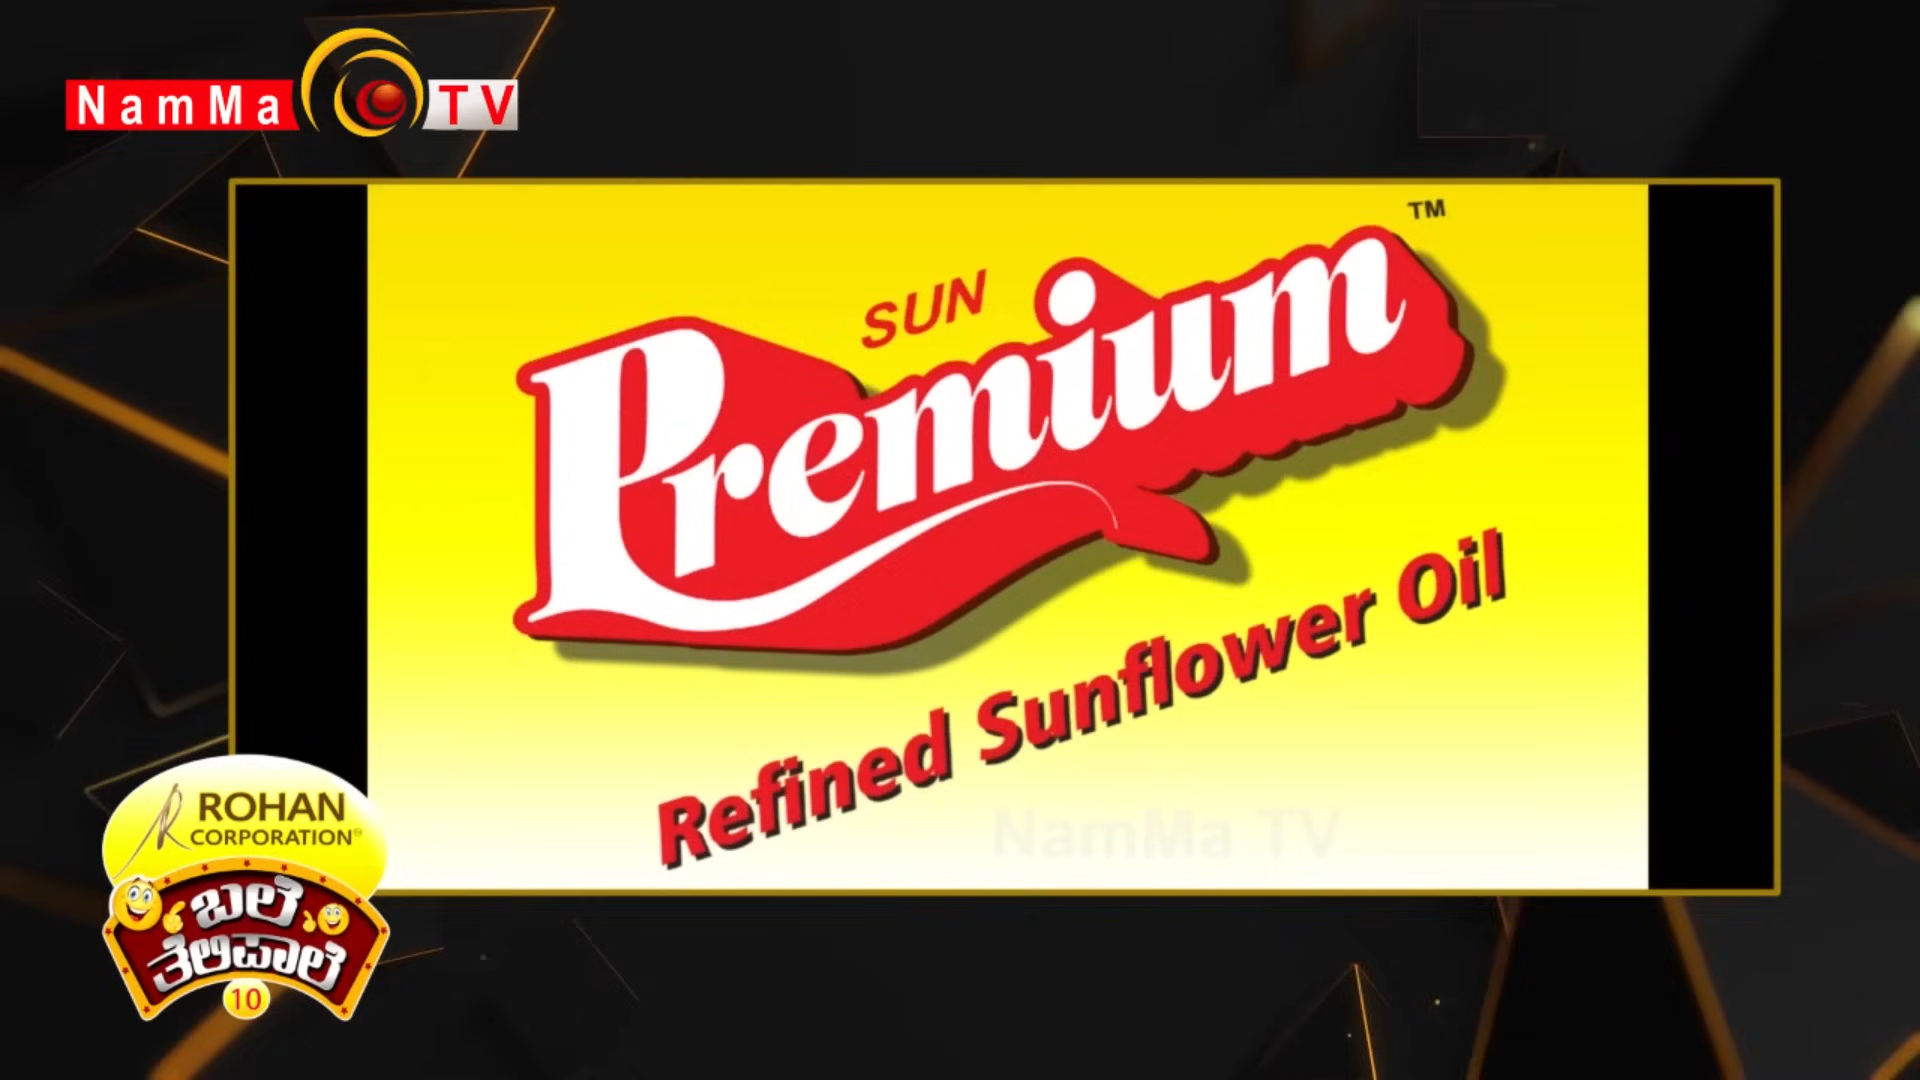 NamMa TV
TM
SUN
Premium
Refined Sunflower Oil
NamMa TV
ROHAN
CORPORATION®
ಬಲೆ
ತೆಲಿಪಾಲೆ
10